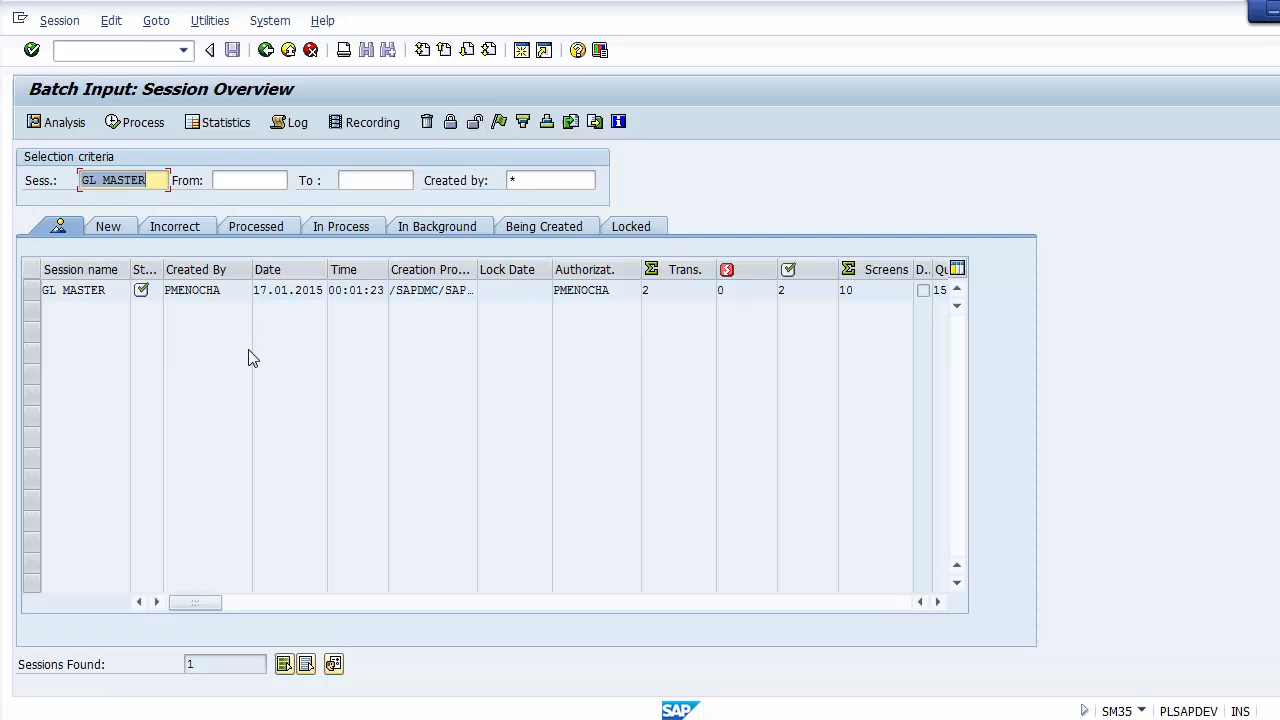 Session Edit Goto Utilities System Help
Batch Input: Session Overview
Analysis Process Statistics Log Recording
Selection criteria
Sess.: GL MASTER From: To : Created by: *
New Incorrect Processed In Process In Background Being Created Locked
Session name St... Created By Date Time Creation Pro... Lock Date Authorizat. Trans. Screens D.. Qu
GL MASTER PMENOCHA 17.01.2015 00:01:23 /SAPDMC/SAP... PMENOCHA 2 0 2 10 15
Sessions Found: 1
SAP SM35 PLSAPDEV INS